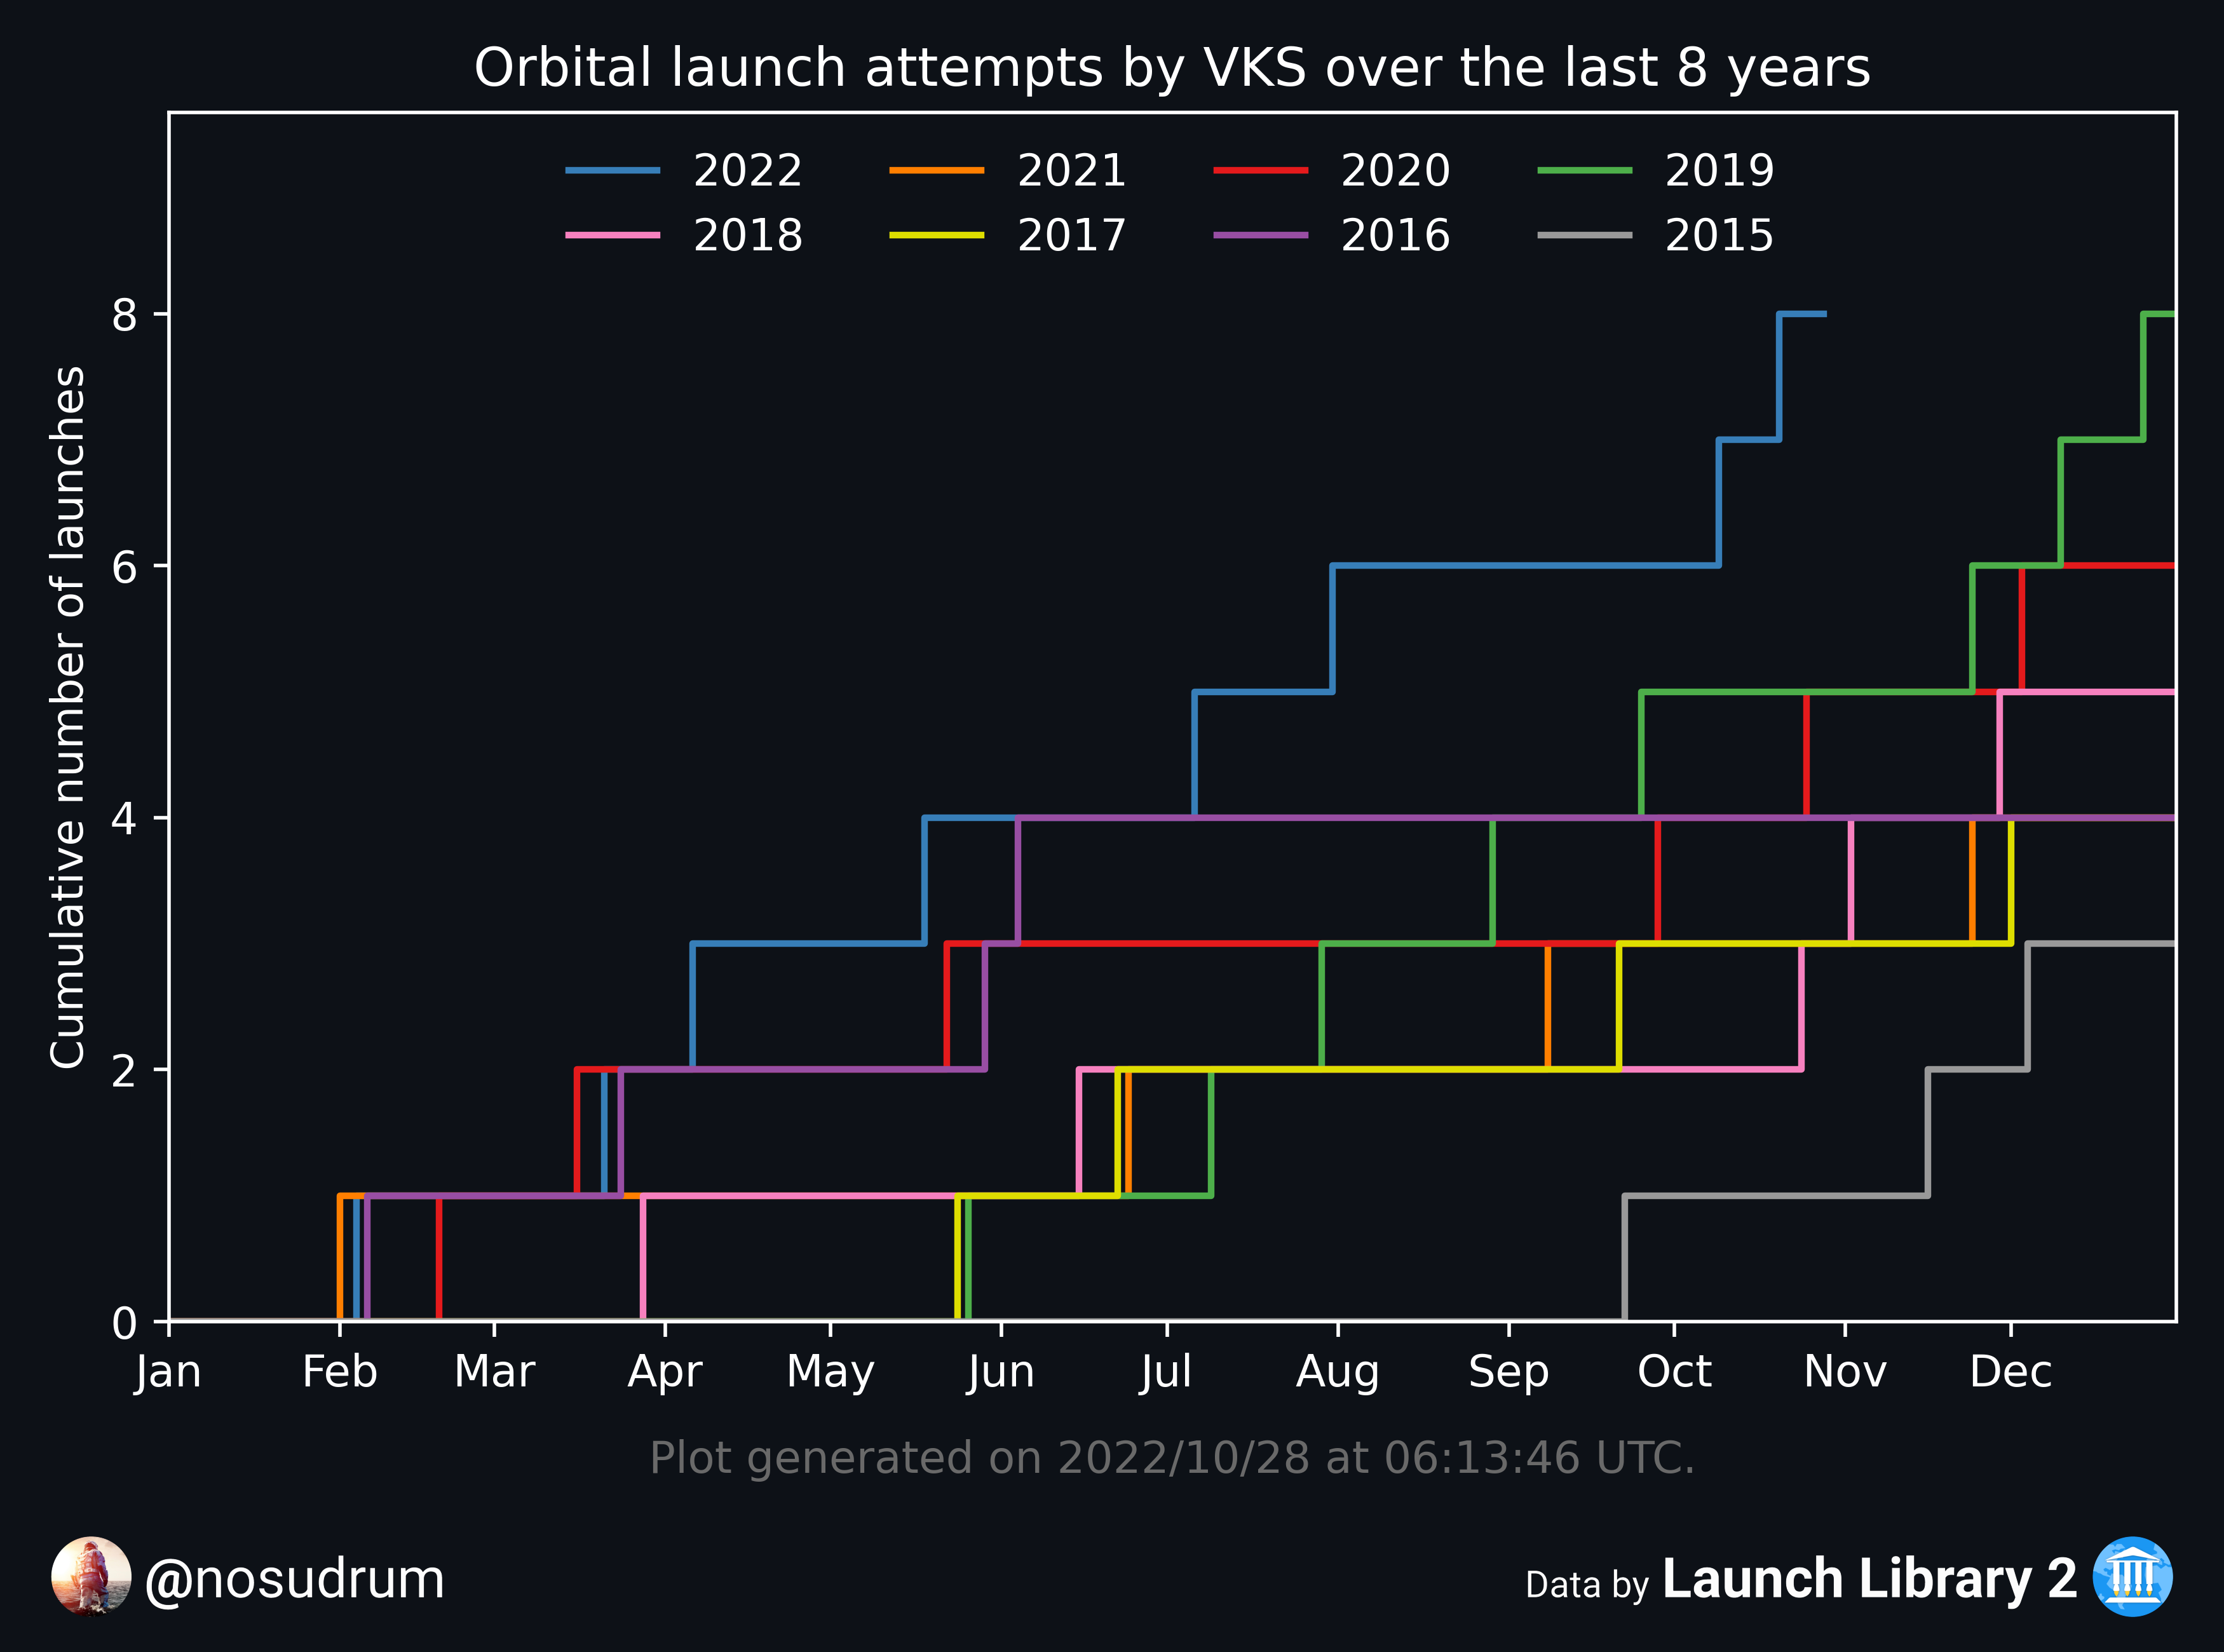 Orbital launch attempts by VKS over the last 8 years
2022 2021 2020 2019
2018 2017 2016 2015
Cumulative number of launches
8
6
4
2
0
Jan Feb Mar Apr May Jun Jul Aug Sep Oct Nov Dec
Plot generated on 2022/10/28 at 06:13:46 UTC.
@nosudrum
Data by Launch Library 2